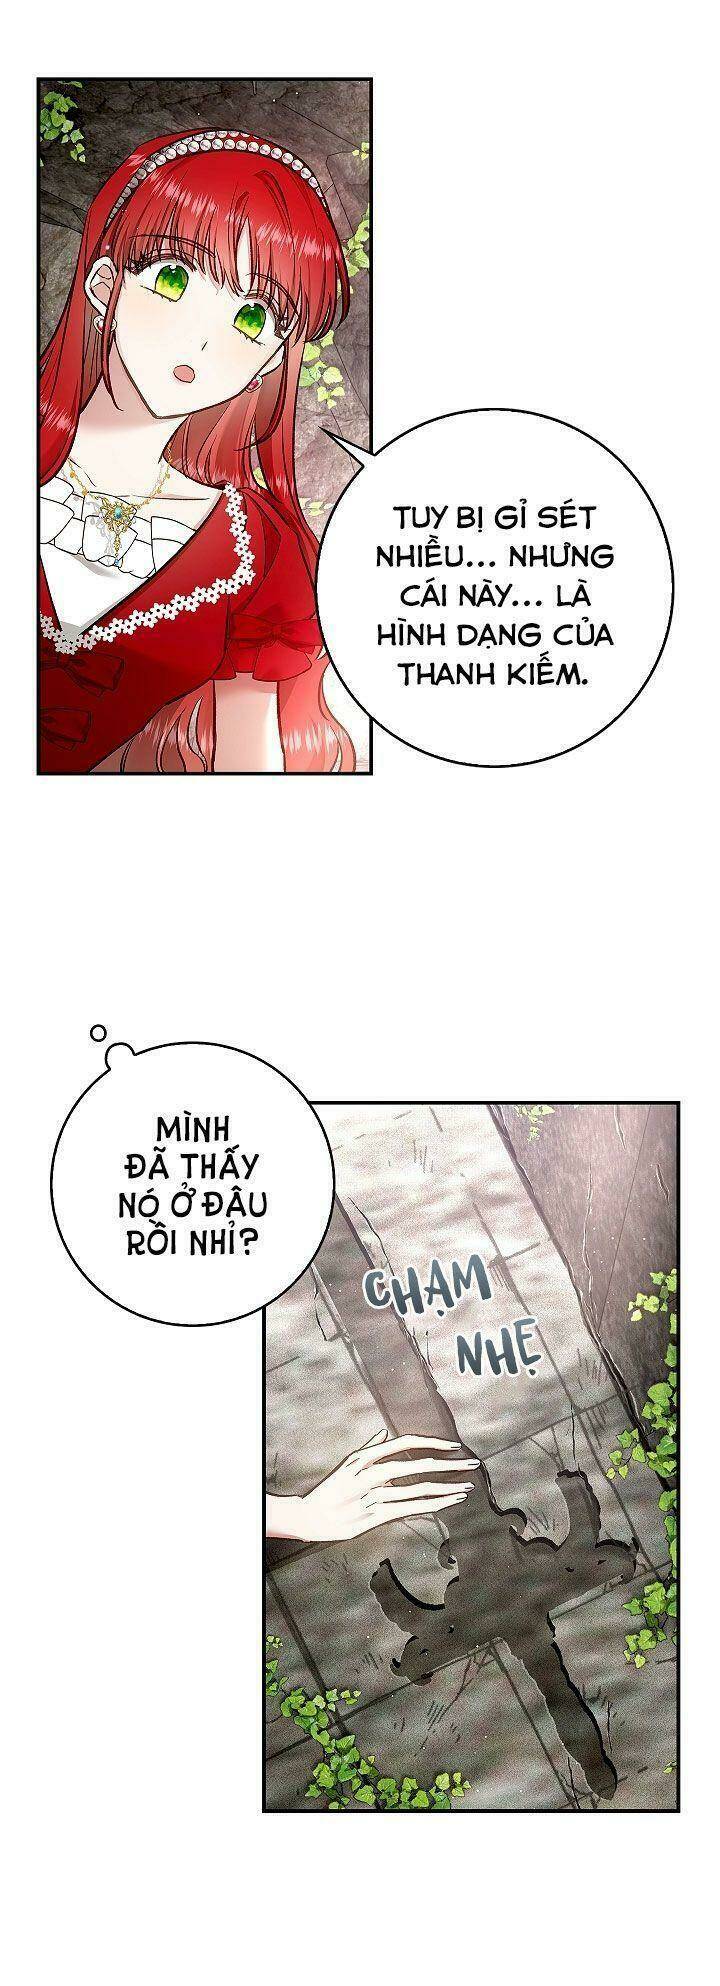 TUY BỊ GỈ SÉT
NHIỀU... NHƯNG
CÁI NÀY... LÀ
HÌNH DẠNG CỦA
THANH KIẾM.
MÌNH
ĐÃ THẤY
NÓ Ở ĐÂU
RỒI NHỈ?
CHẠM
NHẸ